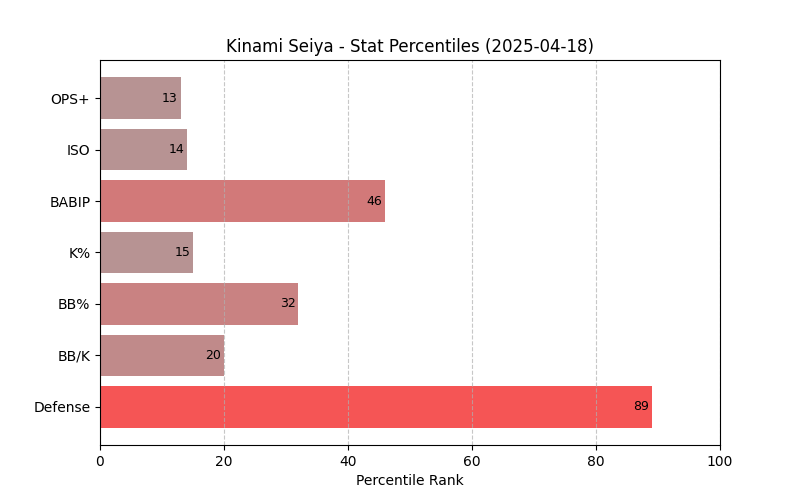 Kinami Seiya - Stat Percentiles (2025-04-18)
OPS+ 13
ISO 14
BABIP 46
K% 15
BB% 32
BB/K 20
Defense 89
0 20 40 60 80 100
Percentile Rank